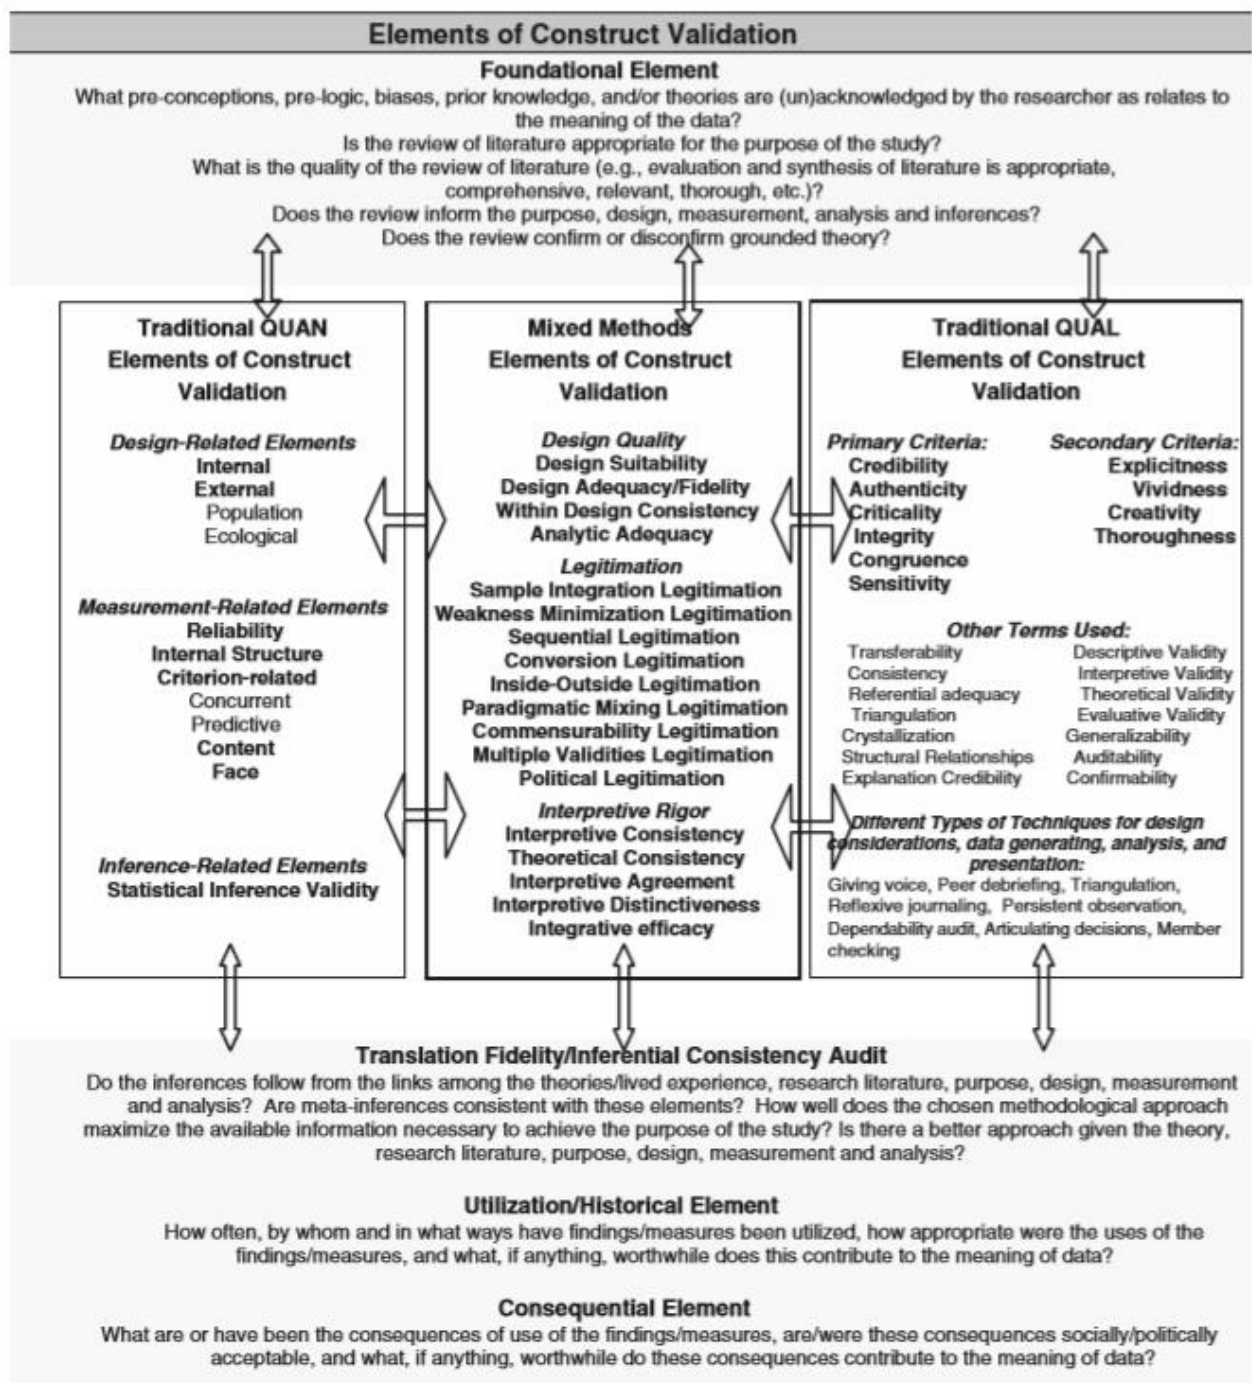 Elements of Construct Validation
Foundational Element
What pre-conceptions, pre-logic, biases, prior knowledge, and/or theories are (un)acknowledged by the researcher as relates to
the meaning of the data?
Is the review of literature appropriate for the purpose of the study?
What is the quality of the review of literature (e.g., evaluation and synthesis of literature is appropriate,
comprehensive, relevant, thorough, etc.)?
Does the review inform the purpose, design, measurement, analysis and inferences?
Does the review confirm or disconfirm grounded theory?
Traditional QUAN
Elements of Construct
Validation
Design-Related Elements
Internal
External
Population
Ecological
Measurement-Related Elements
Reliability
Internal Structure
Criterion-related
Concurrent
Predictive
Content
Face
Inference-Related Elements
Statistical Inference Validity
Mixed Methods
Elements of Construct
Validation
Design Quality
Design Suitability
Design Adequacy/Fidelity
Within Design Consistency
Analytic Adequacy
Legitimation
Sample Integration Legitimation
Weakness Minimization Legitimation
Sequential Legitimation
Conversion Legitimation
Inside-Outside Legitimation
Paradigmatic Mixing Legitimation
Commensurability Legitimation
Multiple Validities Legitimation
Political Legitimation
Interpretive Rigor
Interpretive Consistency
Theoretical Consistency
Interpretive Agreement
Interpretive Distinctiveness
Integrative efficacy
Traditional QUAL
Elements of Construct
Validation
Primary Criteria:
Credibility
Authenticity
Criticality
Integrity
Congruence
Sensitivity
Secondary Criteria:
Explicitness
Vividness
Creativity
Thoroughness
Other Terms Used:
Transferability
Consistency
Referential adequacy
Triangulation
Crystallization
Structural Relationships
Explanation Credibility
Descriptive Validity
Interpretive Validity
Theoretical Validity
Evaluative Validity
Generalizability
Auditability
Confirmability
Different Types of Techniques for design
considerations, data generating, analysis, and
presentation:
Giving voice, Peer debriefing, Triangulation,
Reflexive journaling, Persistent observation,
Dependability audit, Articulating decisions, Member
checking
Translation Fidelity/Inferential Consistency Audit
Do the inferences follow from the links among the theories/lived experience, research literature, purpose, design, measurement
and analysis? Are meta-inferences consistent with these elements? How well does the chosen methodological approach
maximize the available information necessary to achieve the purpose of the study? Is there a better approach given the theory,
research literature, purpose, design, measurement and analysis?
Utilization/Historical Element
How often, by whom and in what ways have findings/measures been utilized, how appropriate were the uses of the
findings/measures, and what, if anything, worthwhile does this contribute to the meaning of data?
Consequential Element
What are or have been the consequences of use of the findings/measures, are/were these consequences socially/politically
acceptable, and what, if anything, worthwhile do these consequences contribute to the meaning of data?